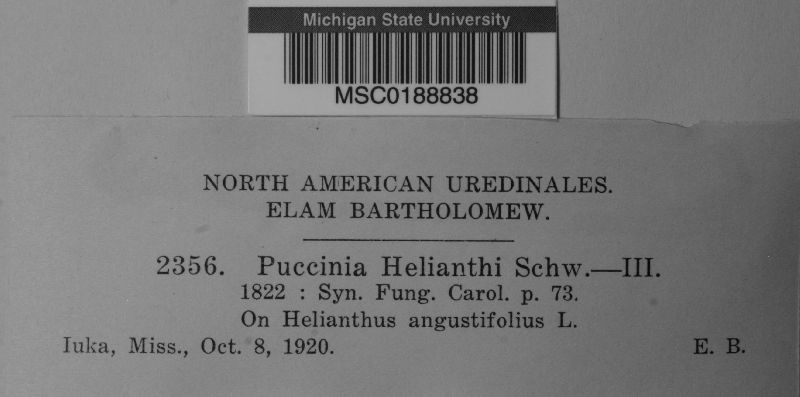 Michigan State University
MSC0188838
NORTH AMERICAN UREDINALES.
ELAM BARTHOLOMEW.
2356. Puccinia Helianthi Schw.—III.
1822 : Syn. Fung. Carol. p. 73.
On Helianthus angustifolius L.
Iuka, Miss., Oct. 8, 1920. E. B.